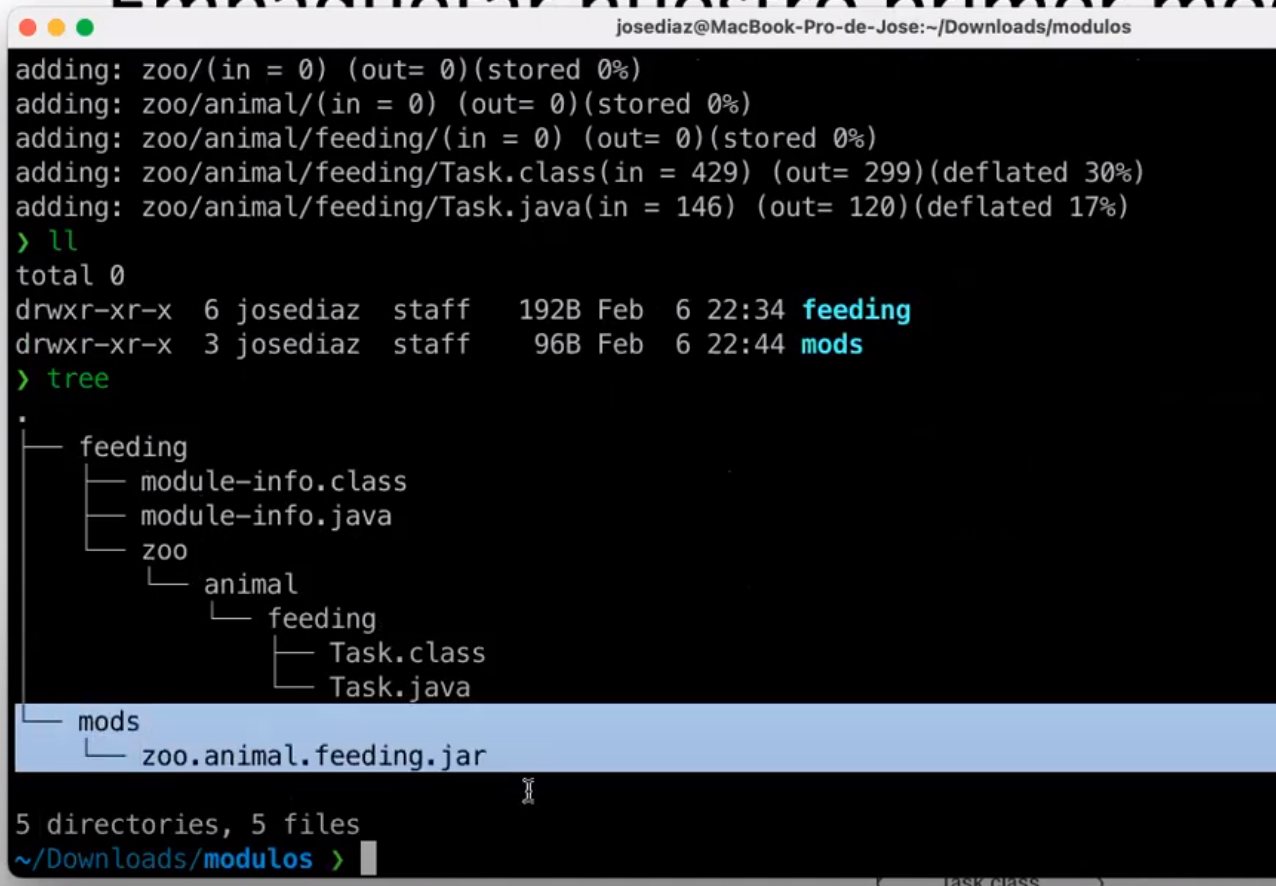 Empaquetar nuestro primer
josediaz@MacBook-Pro-de-Jose:~/Downloads/modulos
adding: zoo/(in = 0) (out= 0)(stored 0%)
adding: zoo/animal/(in = 0) (out= 0)(stored 0%)
adding: zoo/animal/feeding/(in = 0) (out= 0)(stored 0%)
adding: zoo/animal/feeding/Task.class(in = 429) (out= 299)(deflated 30%)
adding: zoo/animal/feeding/Task.java(in = 146) (out= 120)(deflated 17%)
❯ ll
total 0
drwxr-xr-x  6 josediaz  staff   192B Feb  6 22:34 feeding
drwxr-xr-x  3 josediaz  staff    96B Feb  6 22:44 mods
❯ tree
.
├── feeding
│   ├── module-info.class
│   ├── module-info.java
│   └── zoo
│       └── animal
│           └── feeding
│               ├── Task.class
│               └── Task.java
└── mods
    └── zoo.animal.feeding.jar
5 directories, 5 files
~/Downloads/modulos ❯
Task.class